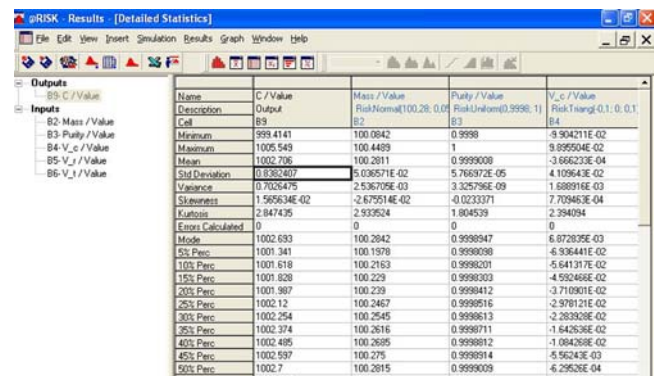 @RISK - Results - [Detailed Statistics]
File Edit View Insert Simulation Results Graph Window Help
Outputs
B9- C / Value
Inputs
B2- Mass / Value
B3- Purity / Value
B4- V_c / Value
B5- V_r / Value
B6- V_t / Value
Name C / Value Mass / Value Purity / Value V_c / Value
Description Output RiskNormal(100,28; 0,05 RiskUniform(0,9998; 1) RiskTriang(-0,1; 0; 0,1)
Cell B9 B2 B3 B4
Minimum 999.4141 100.0842 0.9998 -9.904211E-02
Maximum 1005.549 100.4489 1 9.895504E-02
Mean 1002.706 100.2811 0.9999008 -3.666233E-04
Std Deviation 0.8382407 5.036571E-02 5.766972E-05 4.109643E-02
Variance 0.7026475 2.536705E-03 3.325796E-09 1.688916E-03
Skewness 1.565634E-02 -2.675514E-02 -0.0233371 7.709463E-04
Kurtosis 2.847435 2.933524 1.804539 2.394094
Errors Calculated 0 0 0 0
Mode 1002.693 100.2842 0.9998947 6.872835E-03
5% Perc 1001.341 100.1978 0.9998098 -6.936441E-02
10% Perc 1001.618 100.2163 0.9998201 -5.641317E-02
15% Perc 1001.828 100.229 0.9998303 -4.592466E-02
20% Perc 1001.987 100.239 0.9998412 -3.710901E-02
25% Perc 1002.12 100.2467 0.9998516 -2.978121E-02
30% Perc 1002.254 100.2545 0.9998613 -2.283928E-02
35% Perc 1002.374 100.2616 0.9998711 -1.642636E-02
40% Perc 1002.485 100.2685 0.9998812 -1.084268E-02
45% Perc 1002.597 100.275 0.9998914 -5.56243E-03
50% Perc 1002.7 100.2815 0.9999009 -6.29526E-04